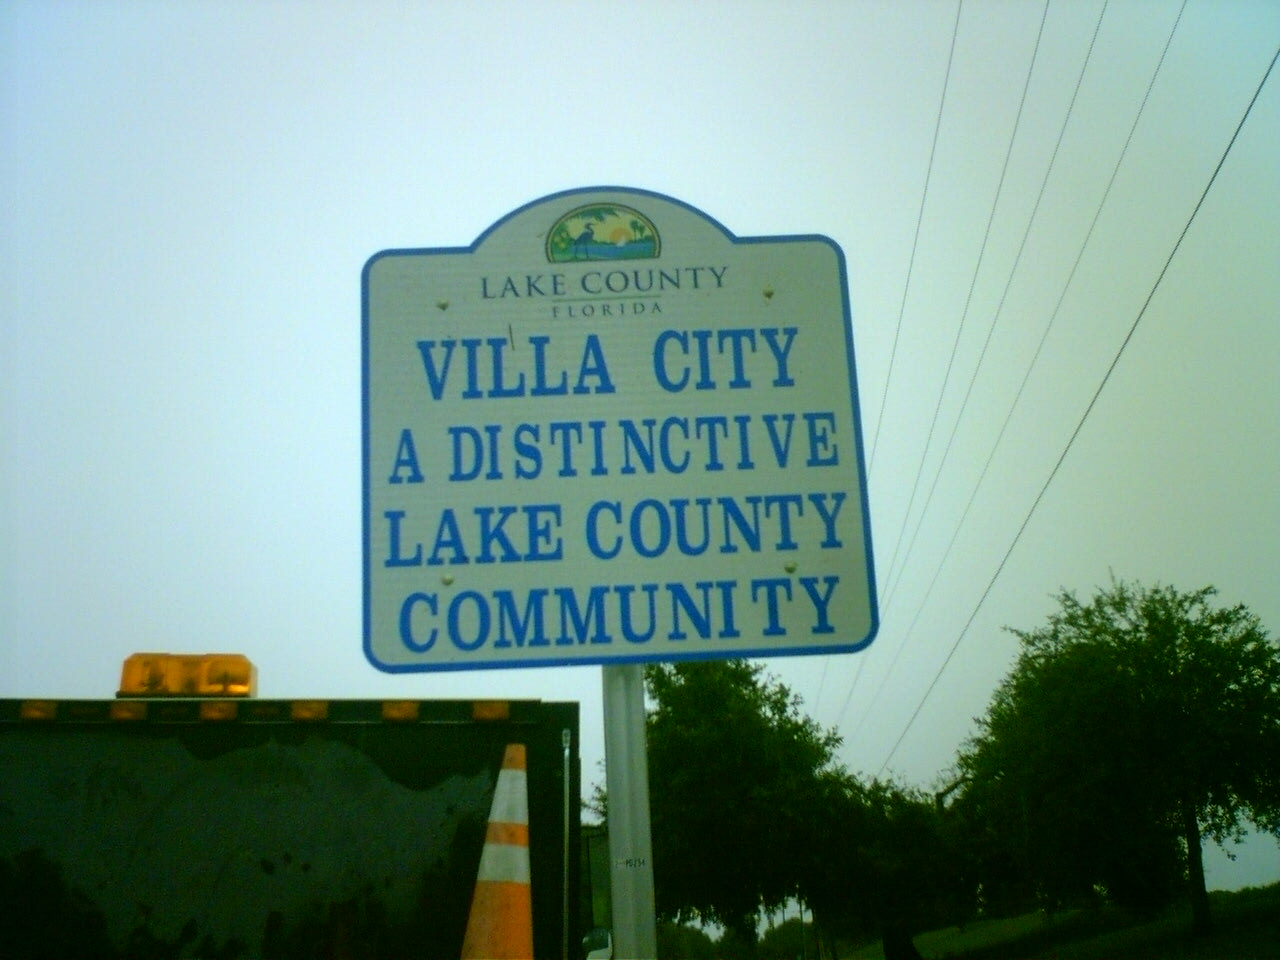 LAKE COUNTY
FLORIDA
VILLA CITY
A DISTINCTIVE
LAKE COUNTY
COMMUNITY